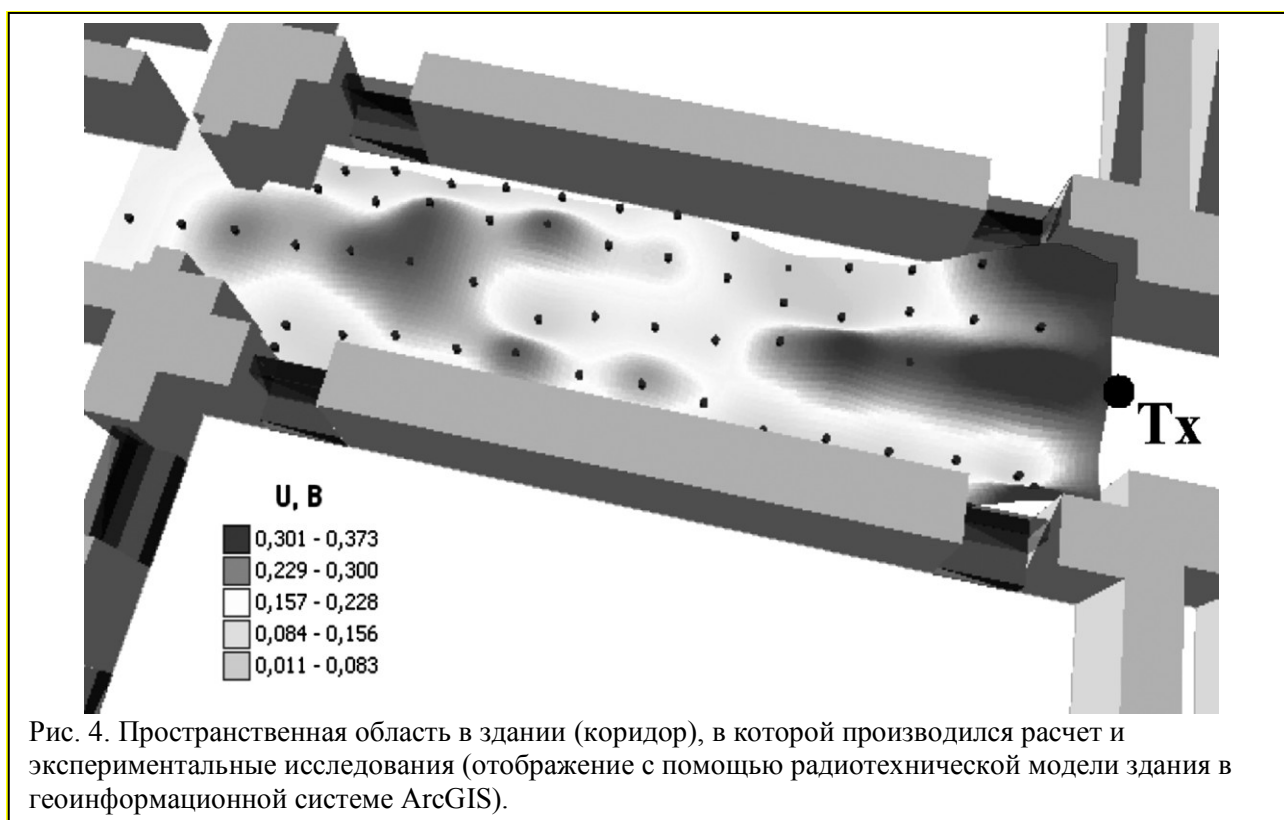 Tx
U, B
0,301 - 0,373
0,229 - 0,300
0,157 - 0,228
0,084 - 0,156
0,011 - 0,083
Рис. 4. Пространственная область в здании (коридор), в которой производился расчет и
экспериментальные исследования (отображение с помощью радиотехнической модели здания в
геоинформационной системе ArcGIS).